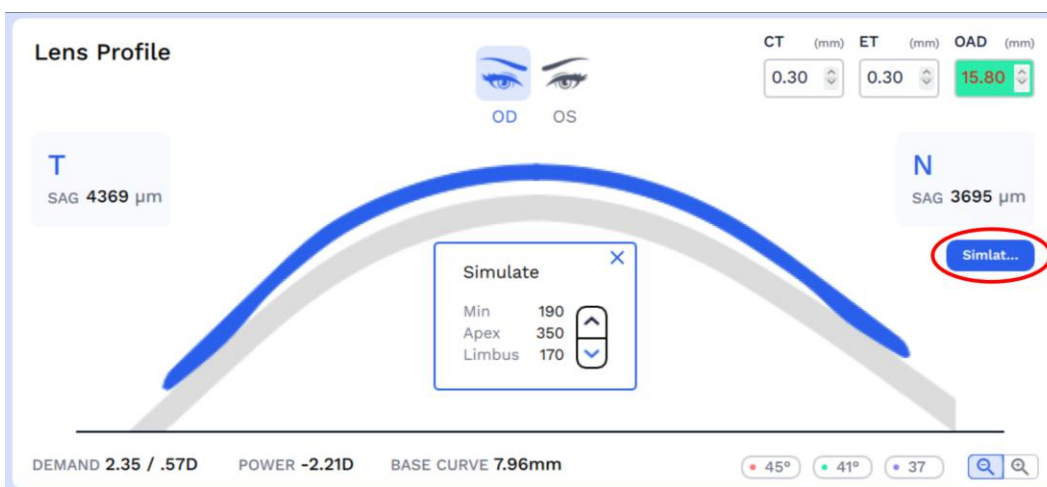 Lens Profile
CT (mm) ET (mm) OAD (mm)
0.30 0.30 15.80
OD OS
T
SAG 4369 μm
N
SAG 3695 μm
Simlat...
Simulate
Min 190
Apex 350
Limbus 170
DEMAND 2.35 / .57D POWER -2.21D BASE CURVE 7.96mm
45° 41° 37